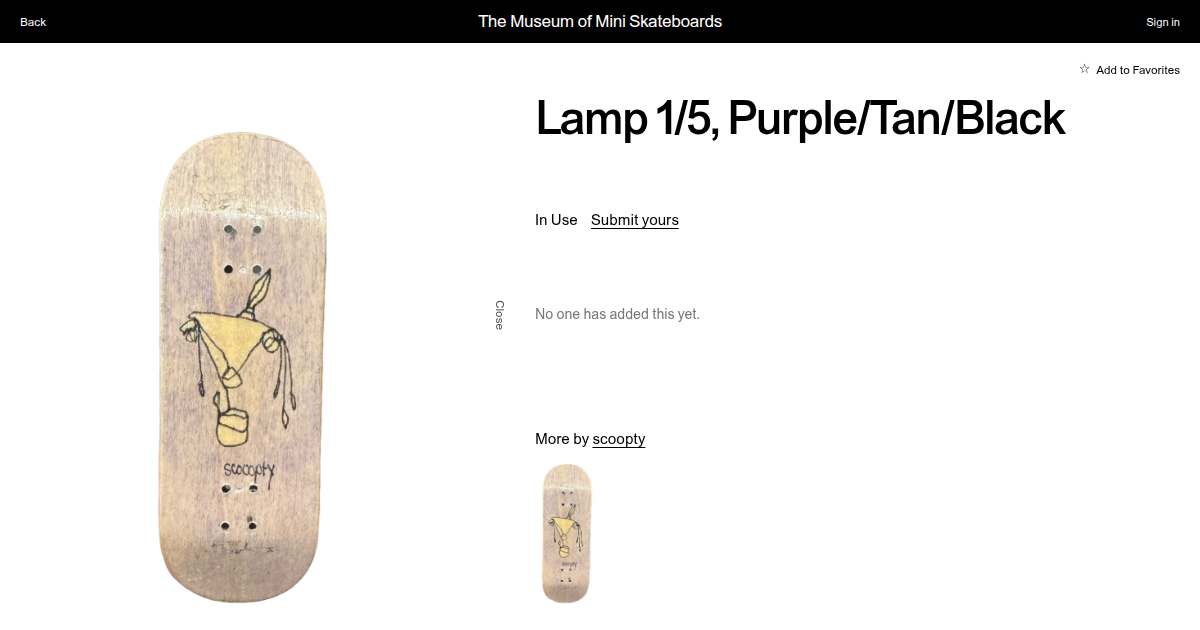 Back
The Museum of Mini Skateboards
Sign in
☆ Add to Favorites
Lamp 1/5, Purple/Tan/Black
In Use Submit yours
Close
No one has added this yet.
More by scoopty
scoopty